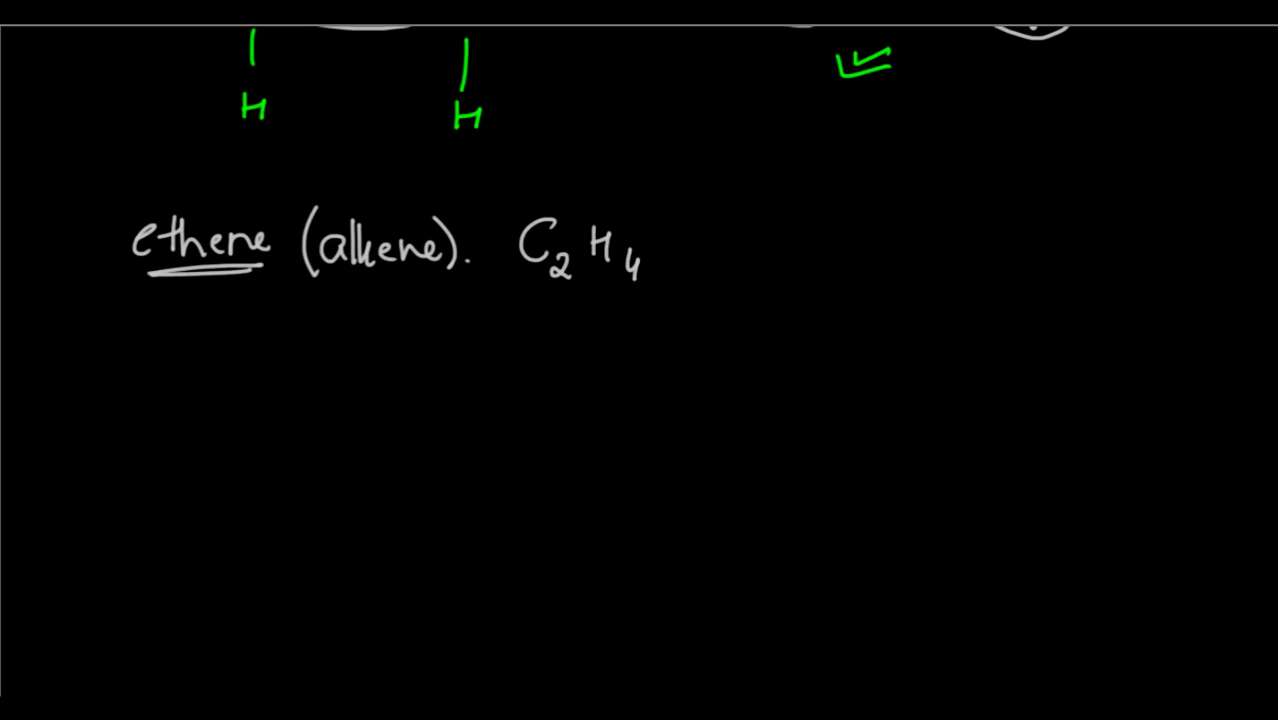 H H
ethene (alkene). C₂H₄